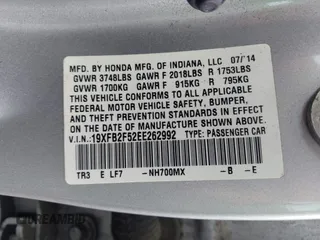 MFD. BY HONDA MFG. OF INDIANA, LLC 07/'14
GVWR 3748LBS GAWR F 2018LBS R 1753LBS
GVWR 1700KG GAWR F 915KG R 795KG
THIS VEHICLE CONFORMS TO ALL APPLICABLE
FEDERAL MOTOR VEHICLE SAFETY, BUMPER,
AND THEFT PREVENTION STANDARDS IN EFFECT
ON THE DATE OF MANUFACTURE SHOWN ABOVE.
V.I.N.: 19XFB2F52EE262992 TYPE: PASSENGER CAR
TR3 E LF7 -NH700MX -B -E
DREAMBID